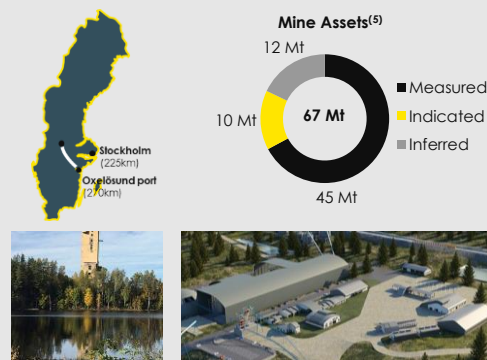 Mine Assets(5)
12 Mt
Measured
10 Mt
67 Mt
Indicated
Inferred
45 Mt
Stockholm
(225km)
Oxelösund port
(270km)